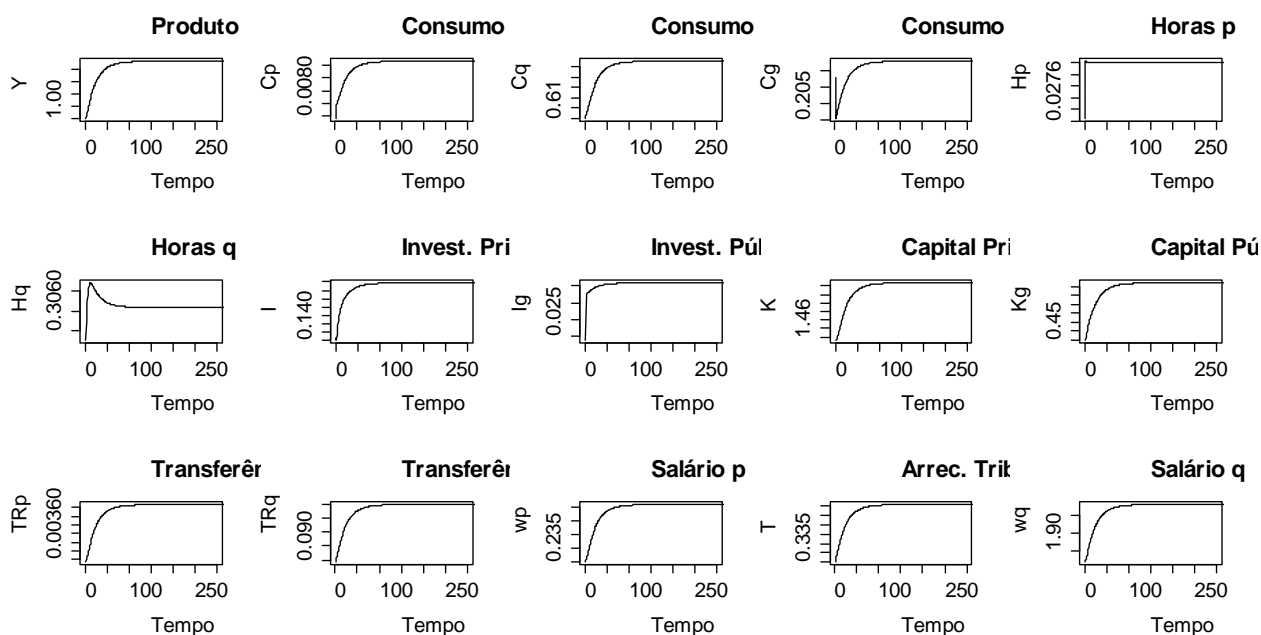 Produto
Consumo
Consumo
Consumo
Horas p
Y
1.00
Cp
0.0080
Cq
0.61
Cg
0.205
Hp
0.0276
0 100 250
0 100 250
0 100 250
0 100 250
0 100 250
Tempo
Tempo
Tempo
Tempo
Tempo
Horas q
Invest. Pri
Invest. Púl
Capital Pri
Capital Pú
Hq
0.3060
I
0.140
Ig
0.025
K
1.46
Kg
0.45
0 100 250
0 100 250
0 100 250
0 100 250
0 100 250
Tempo
Tempo
Tempo
Tempo
Tempo
Transferêr
Transferêr
Salário p
Arrec. Trib
Salário q
TRp
0.00360
TRq
0.090
wp
0.235
T
0.335
wq
1.90
0 100 250
0 100 250
0 100 250
0 100 250
0 100 250
Tempo
Tempo
Tempo
Tempo
Tempo